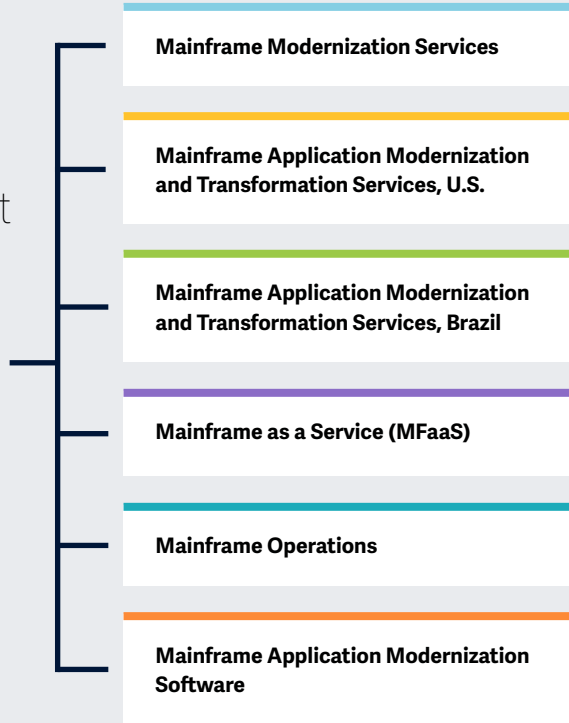 Mainframe Modernization Services
Mainframe Application Modernization
and Transformation Services, U.S.
t
Mainframe Application Modernization
and Transformation Services, Brazil
Mainframe as a Service (MFaaS)
Mainframe Operations
Mainframe Application Modernization
Software